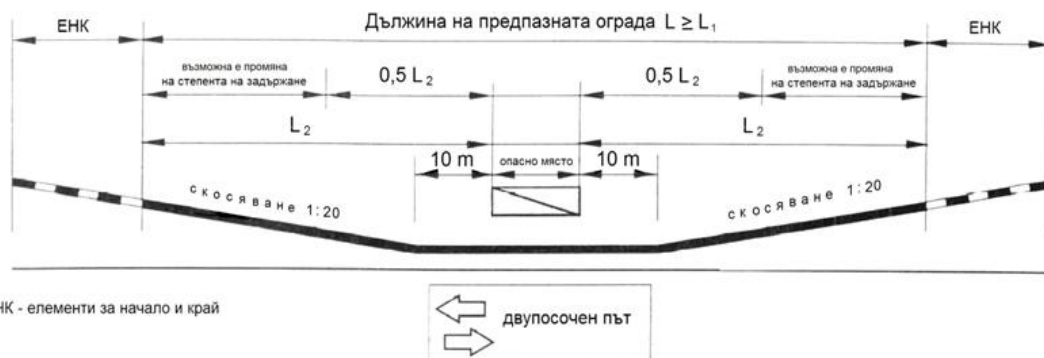 ЕНК
Дължина на предпазната ограда L ≥ L₁
ЕНК
възможна е промяна
на степента на задържане
0,5 L₂
0,5 L₂
възможна е промяна
на степента на задържане
L₂
L₂
10 m
опасно място
10 m
скосяване 1:20
скосяване 1:20
НК - елементи за начало и край
двупосочен път